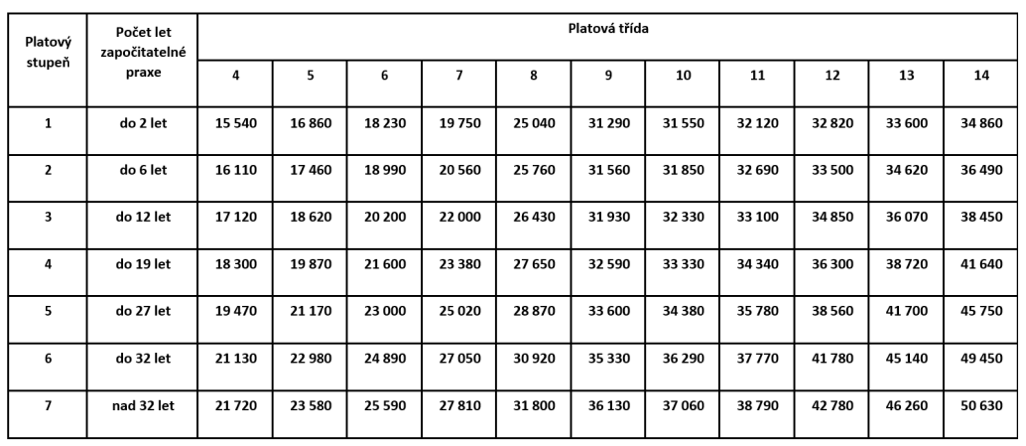 Platový stupeň Počet let započitatelné praxe Platová třída
4 5 6 7 8 9 10 11 12 13 14
1 do 2 let 15 540 16 860 18 230 19 750 25 040 31 290 31 550 32 120 32 820 33 600 34 860
2 do 6 let 16 110 17 460 18 990 20 560 25 760 31 560 31 850 32 690 33 500 34 620 36 490
3 do 12 let 17 120 18 620 20 200 22 000 26 430 31 930 32 330 33 100 34 850 36 070 38 450
4 do 19 let 18 300 19 870 21 600 23 380 27 650 32 590 33 330 34 340 36 300 38 720 41 640
5 do 27 let 19 470 21 170 23 000 25 020 28 870 33 600 34 380 35 780 38 560 41 700 45 750
6 do 32 let 21 130 22 980 24 890 27 050 30 920 35 330 36 290 37 770 41 780 45 140 49 450
7 nad 32 let 21 720 23 580 25 590 27 810 31 800 36 130 37 060 38 790 42 780 46 260 50 630